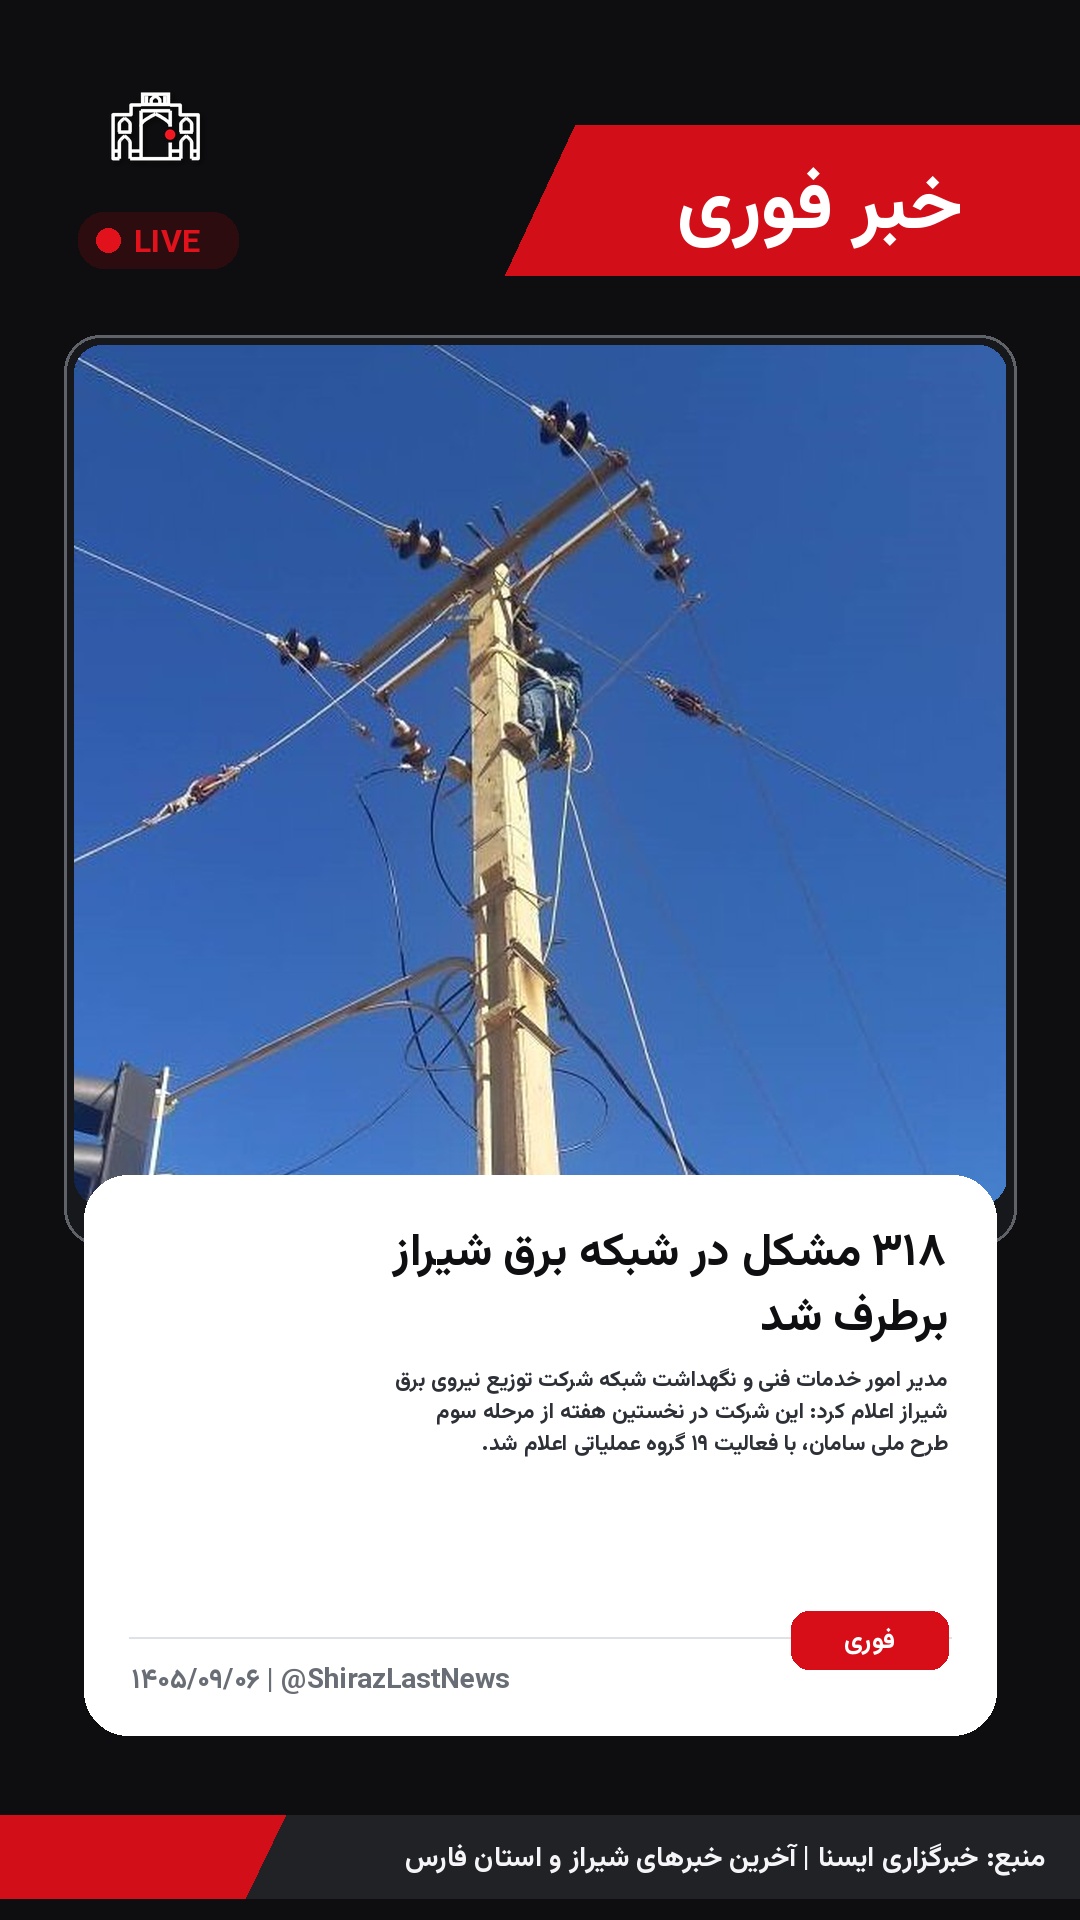 خبر فوری
LIVE
۳۱۸ مشکل در شبکه برق شیراز
برطرف شد
مدیر امور خدمات فنی و نگهداشت شبکه شرکت توزیع نیروی برق
شیراز اعلام کرد: این شرکت در نخستین هفته از مرحله سوم
طرح ملی سامان، با فعالیت ۱۹ گروه عملیاتی اعلام شد.
فوری
۱۴۰۵/۰۹/۰۶ | @ShirazLastNews
منبع: خبرگزاری ایسنا | آخرین خبرهای شیراز و استان فارس